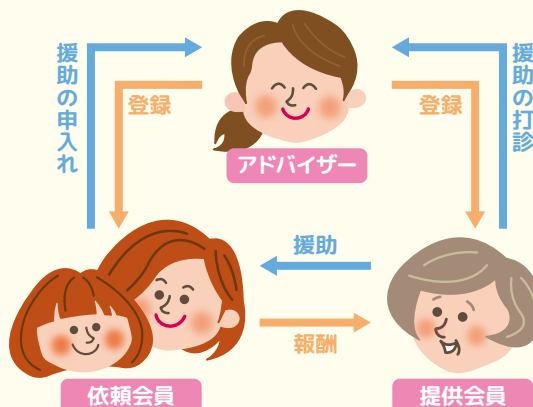 援助の申入れ
登録
アドバイザー
登録
援助の打診
援助
報酬
依頼会員
提供会員